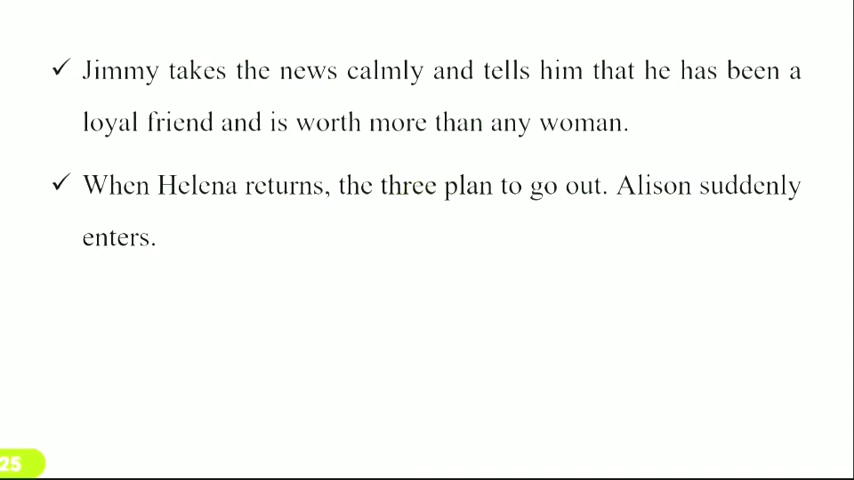 ✓ Jimmy takes the news calmly and tells him that he has been a
loyal friend and is worth more than any woman.
✓ When Helena returns, the three plan to go out. Alison suddenly
enters.
25